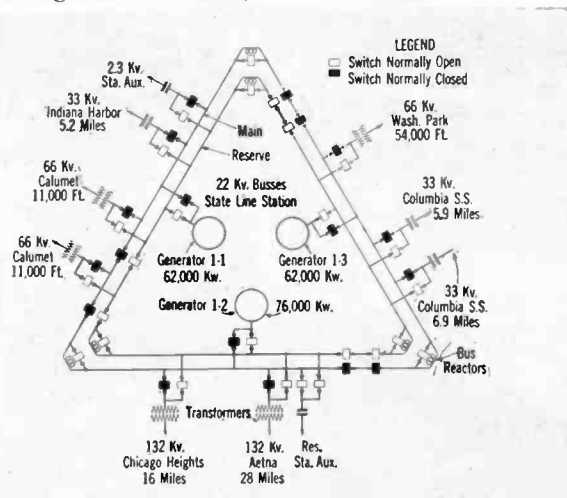 LEGEND
Switch Normally Open
Switch Normally Closed
2.3 Kv.
Sta. Aux.
33 Kv.
Indiana Harbor
5.2 Miles
Main
Reserve
66 Kv.
Wash. Park
54,000 Ft.
66 Kv.
Calumet
11,000 Ft.
22 Kv. Busses
State Line Station
33 Kv.
Columbia S.S.
5.9 Miles
66 Kv.
Calumet
11,000 Ft.
Generator 1-1
62,000 Kw.
Generator 1-3
62,000 Kw.
Generator 1-2
76,000 Kw.
33 Kv.
Columbia S.S.
6.9 Miles
Bus
Reactors
Transformers
132 Kv.
Chicago Heights
16 Miles
132 Kv.
Aetna
28 Miles
Res.
Sta. Aux.